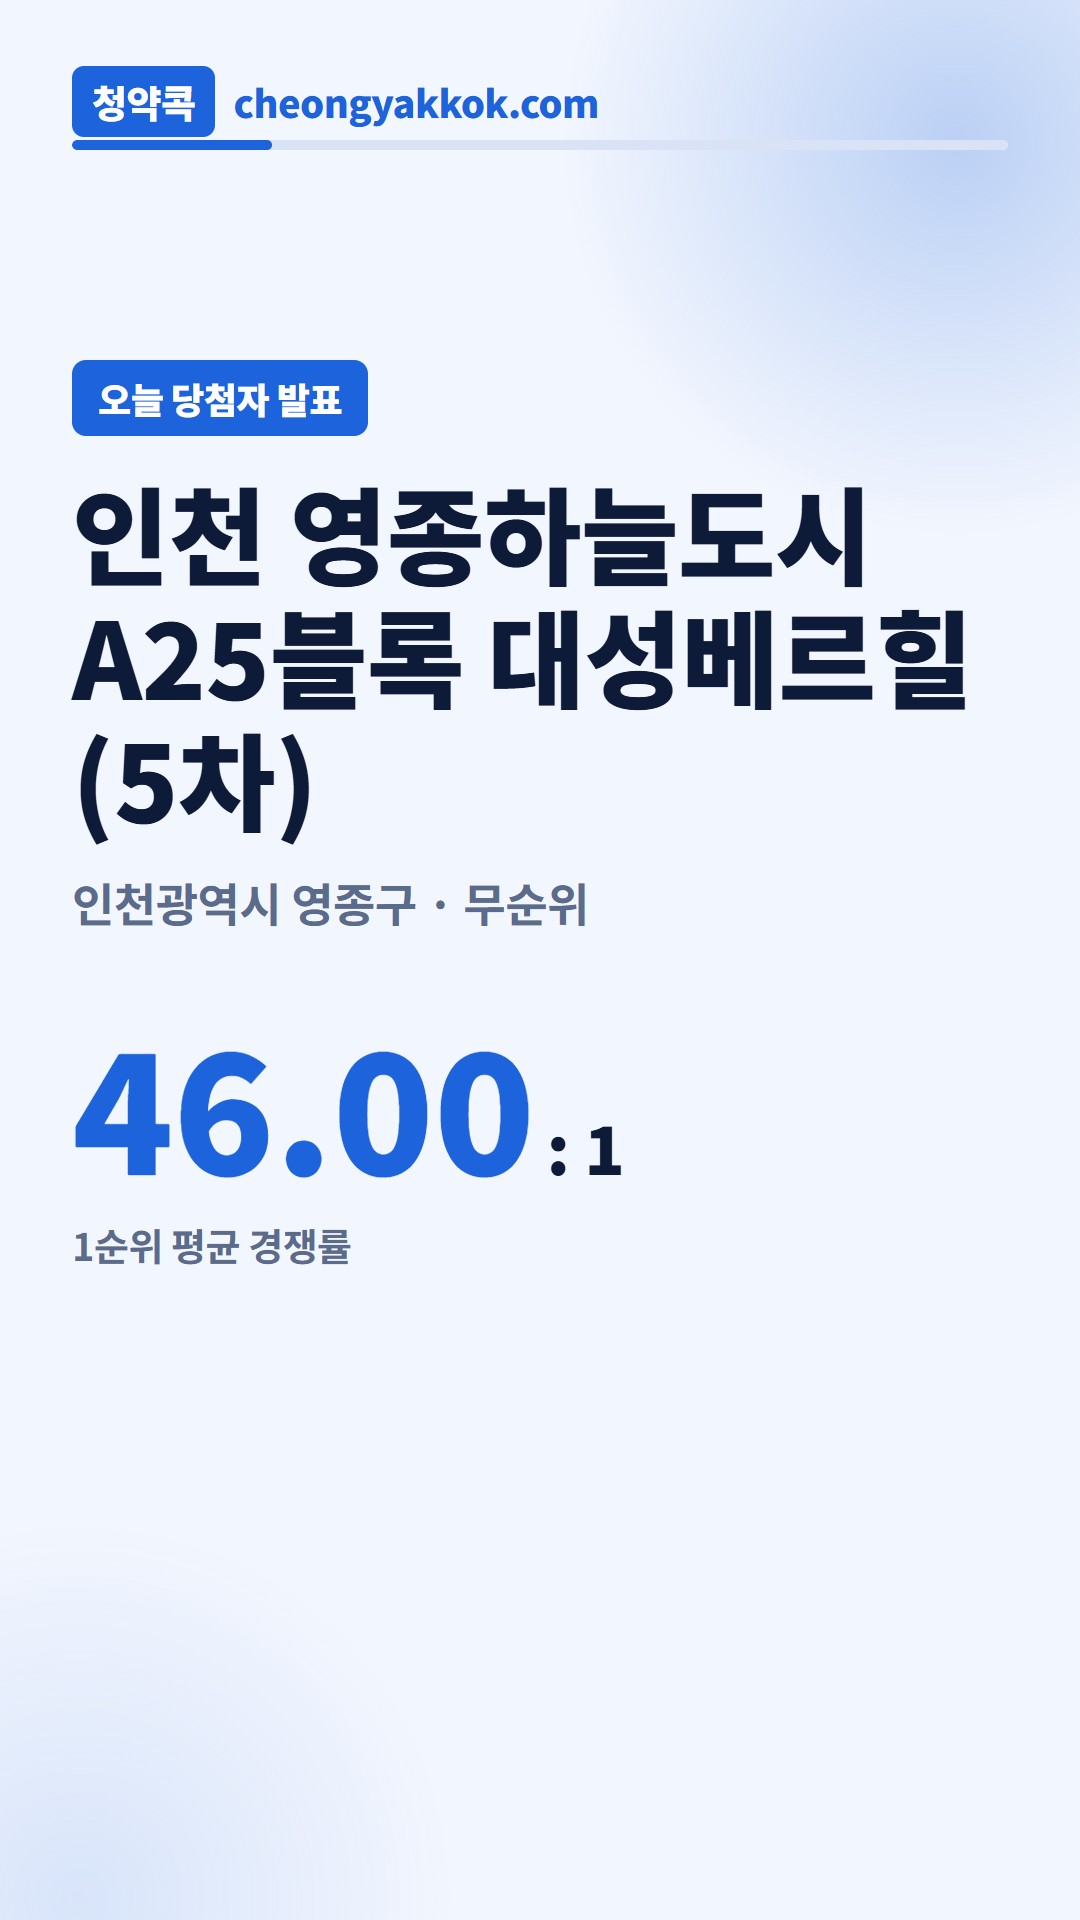 청약콕 cheongyakkok.com
오늘 당첨자 발표
인천 영종하늘도시
A25블록 대성베르힐
(5차)
인천광역시 영종구 · 무순위
46.00 : 1
1순위 평균 경쟁률